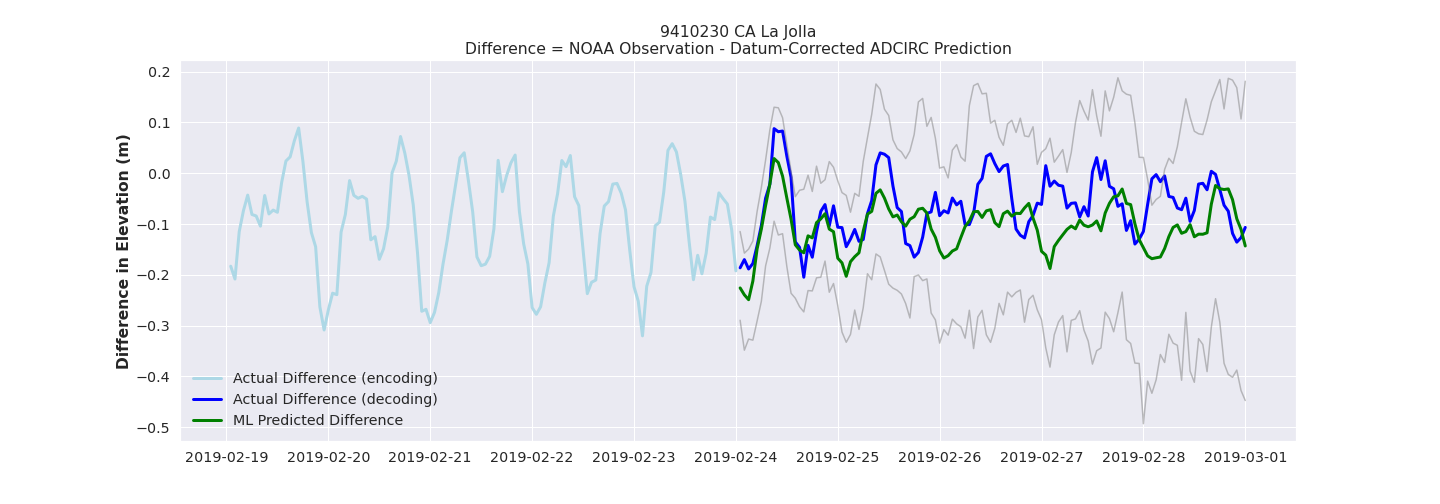 9410230 CA La Jolla
Difference = NOAA Observation - Datum-Corrected ADCIRC Prediction
Difference in Elevation (m)
0.2
0.1
0.0
−0.1
−0.2
−0.3
−0.4
−0.5
Actual Difference (encoding)
Actual Difference (decoding)
ML Predicted Difference
2019-02-19 2019-02-20 2019-02-21 2019-02-22 2019-02-23 2019-02-24 2019-02-25 2019-02-26 2019-02-27 2019-02-28 2019-03-01